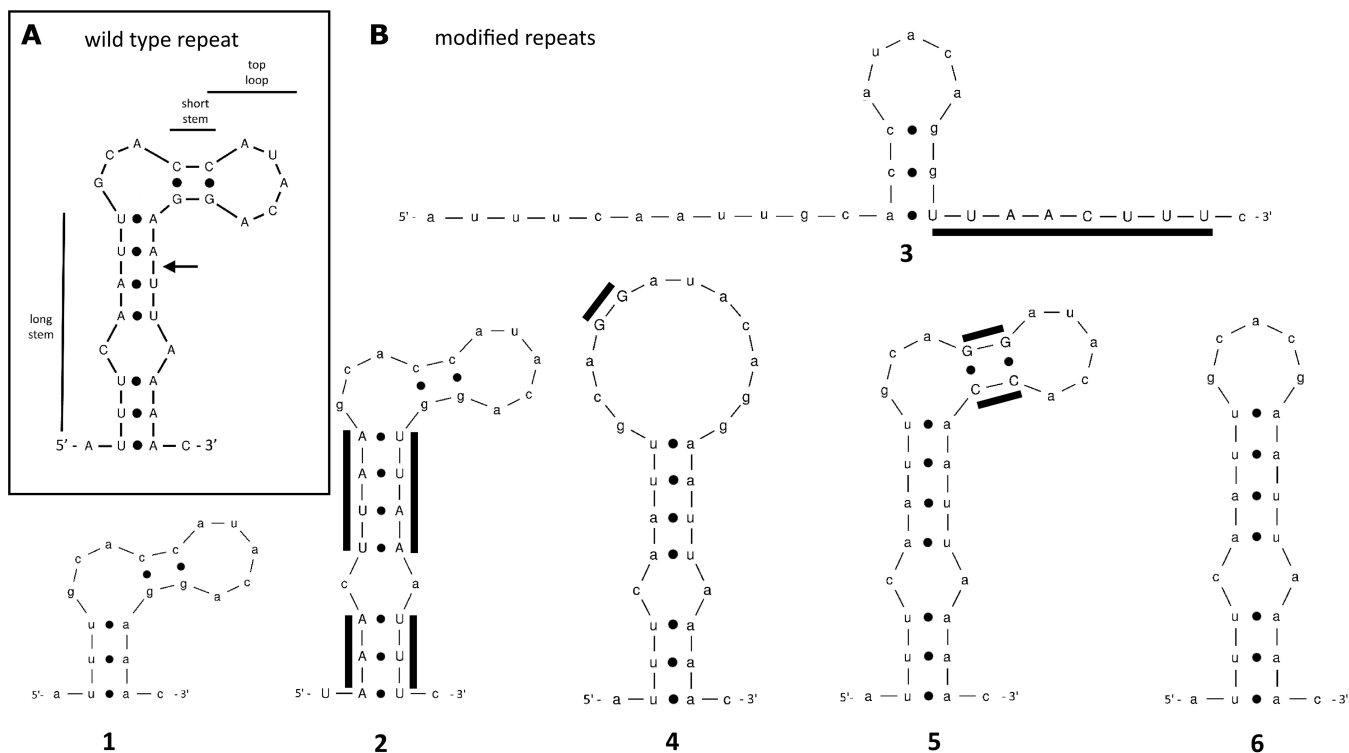 A wild type repeat
top
loop
short
stem
long
stem
5'- A U U U C A A U U G C A C C A U A C A G G A A U U A A A A C -3'
B modified repeats
5'- a u u u c a a u u g c a c c a u a c a g g U U A A C U U U c -3'
3
5'- a u u u g c a c c a u a c a g g a a a c -3'
1
5'- U A A A c U U A A g c a c c a u a c a g g U U A A a U U U c -3'
2
5'- a u u u c a a u u g c a G G a u a c a g g a a u u a a a a c -3'
4
5'- a u u u c a a u u g c a G G a u a c a C C a a u u a a a a c -3'
5
5'- a u u u c a a u u g c a c g a a u u a a a a c -3'
6